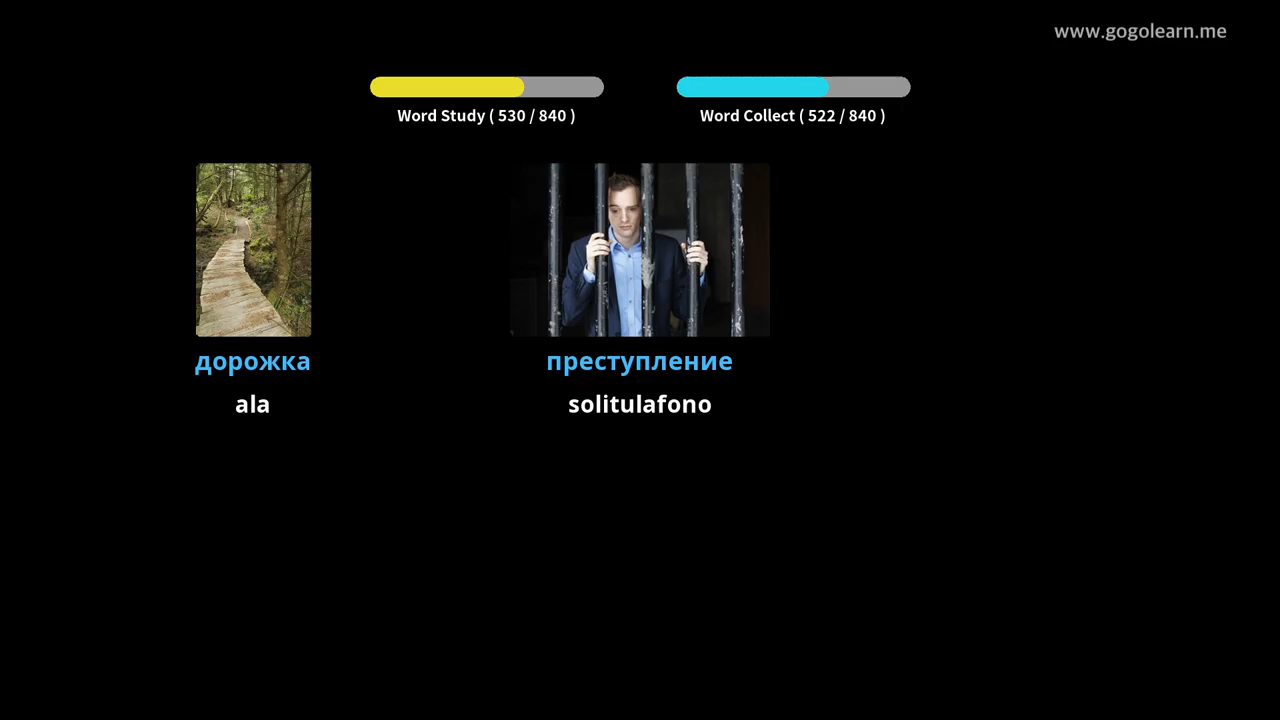 www.gogolearn.me
Word Study ( 530 / 840 )
Word Collect ( 522 / 840 )
дорожка
преступление
ala
solitulafono